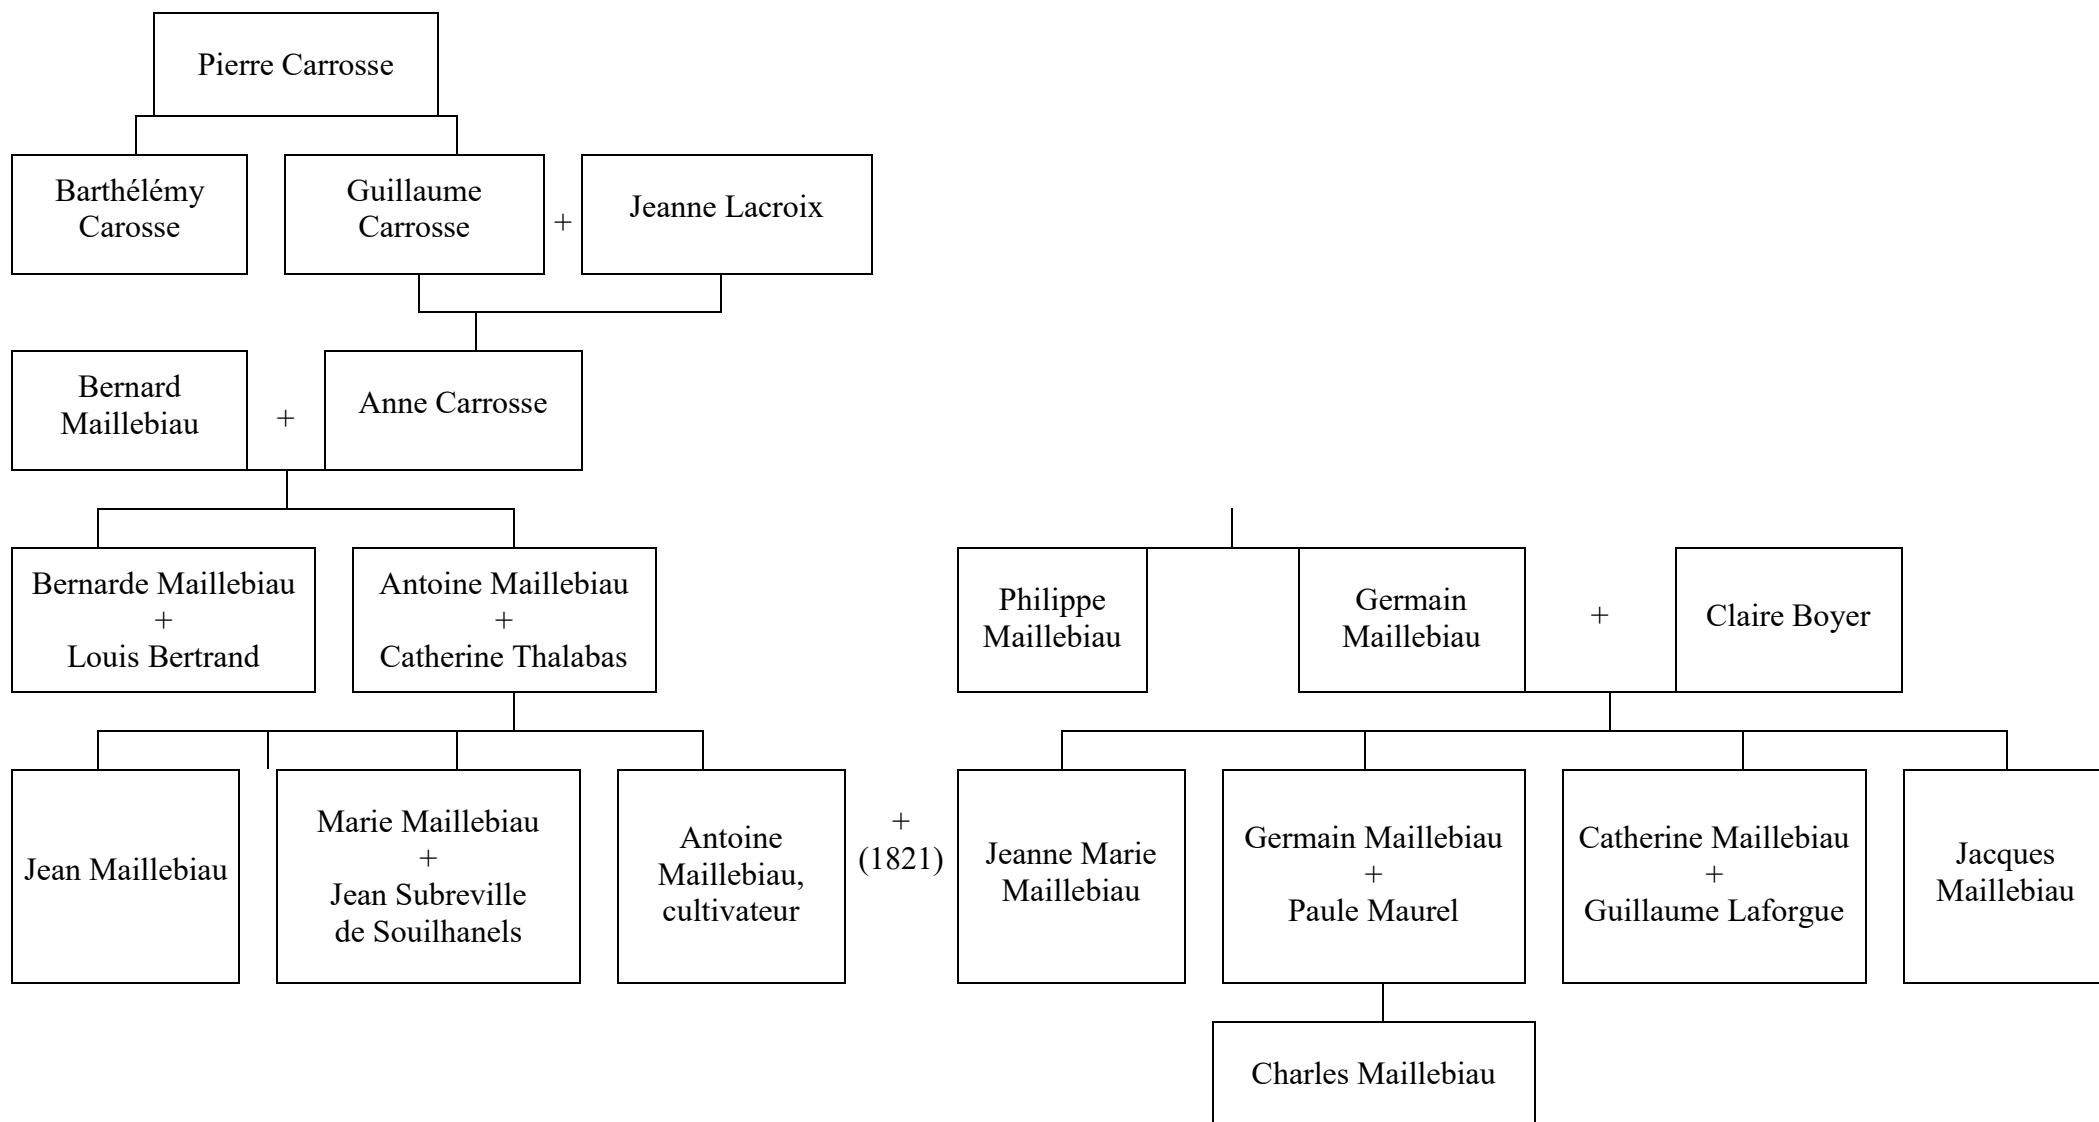 Pierre Carrosse
Barthélémy
Carosse
Guillaume
Carrosse
+
Jeanne Lacroix
Bernard
Maillebiau
+
Anne Carrosse
Bernarde Maillebiau
+
Louis Bertrand
Antoine Maillebiau
+
Catherine Thalabas
Philippe
Maillebiau
Germain
Maillebiau
+
Claire Boyer
Jean Maillebiau
Marie Maillebiau
+
Jean Subreville
de Souilhanels
Antoine
Maillebiau,
cultivateur
+
(1821)
Jeanne Marie
Maillebiau
Germain Maillebiau
+
Paule Maurel
Catherine Maillebiau
+
Guillaume Laforgue
Jacques
Maillebiau
Charles Maillebiau